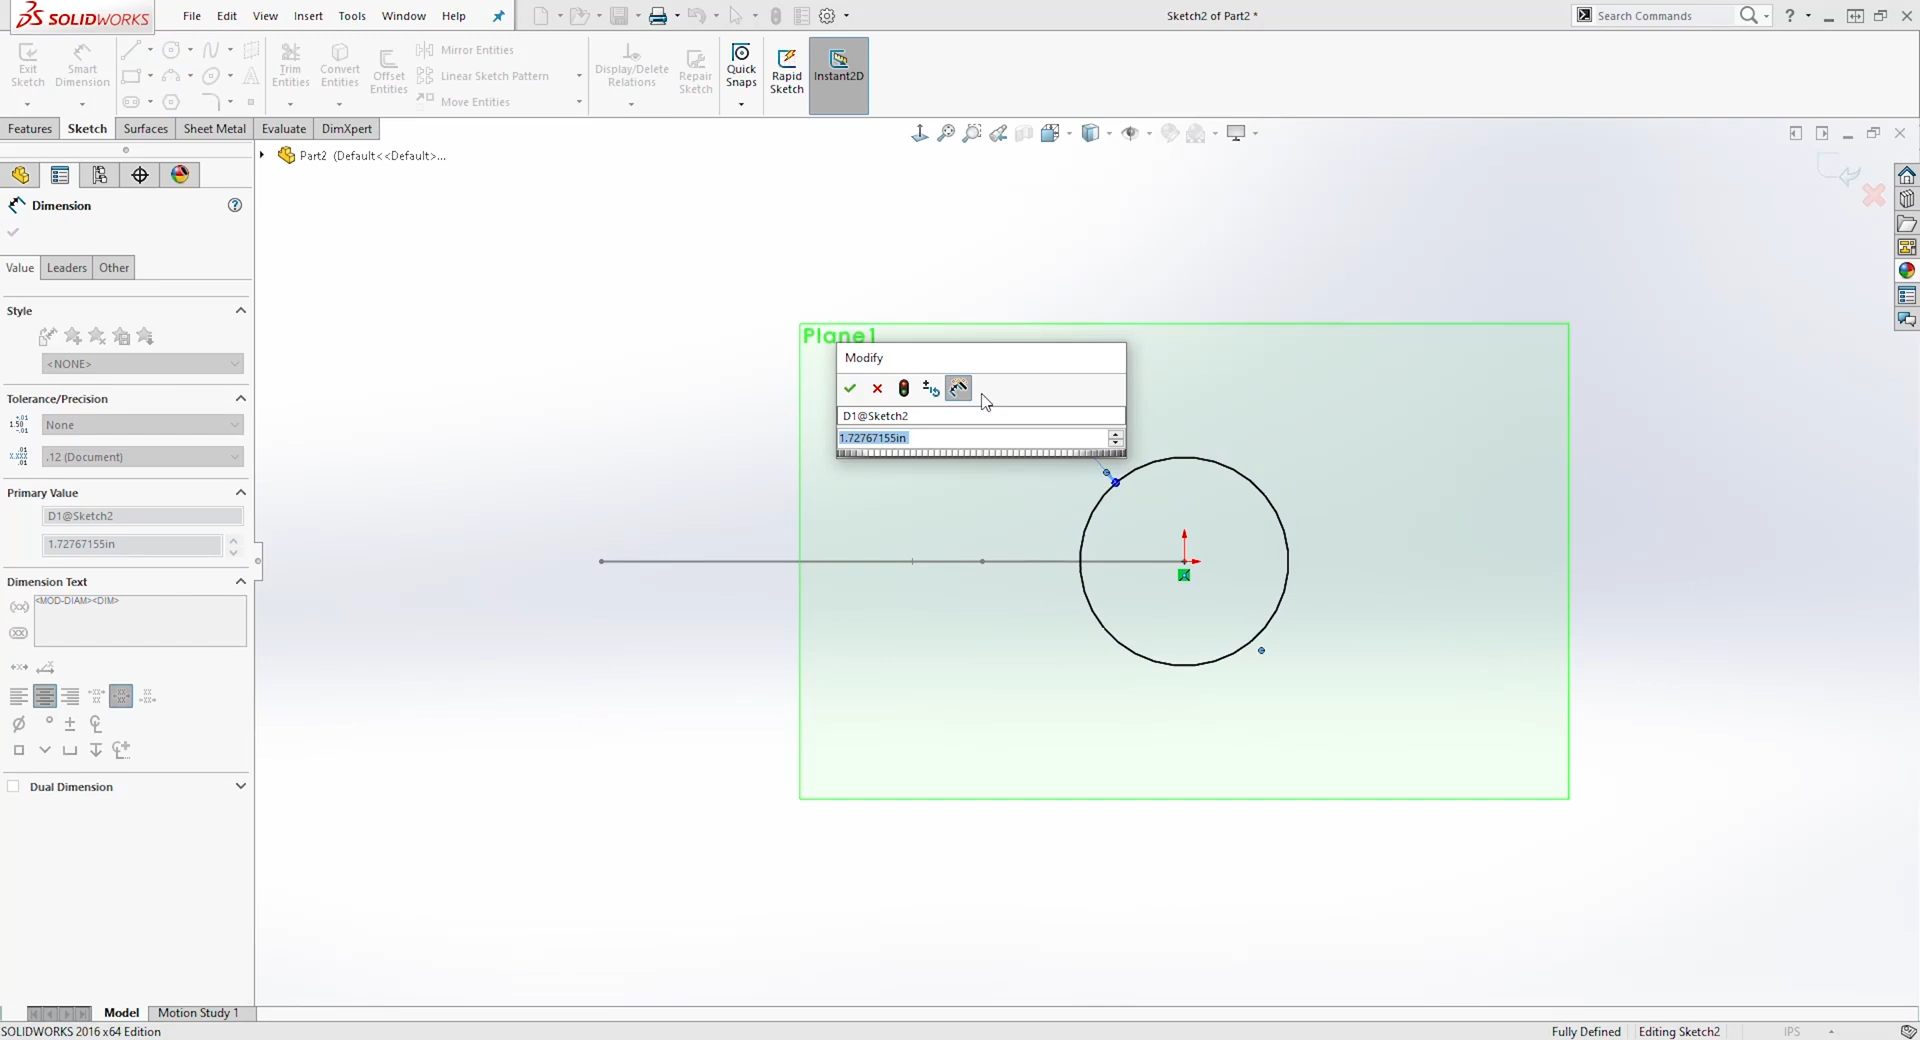 SOLIDWORKS
File Edit View Insert Tools Window Help
Sketch2 of Part2 *
Search Commands
Exit Sketch
Smart Dimension
Trim Entities
Convert Entities
Offset Entities
Mirror Entities
Linear Sketch Pattern
Move Entities
Display/Delete Relations
Repair Sketch
Quick Snaps
Rapid Sketch
Instant2D
Features Sketch Surfaces Sheet Metal Evaluate DimXpert
Part2 (Default<<Default>...
Dimension
Value Leaders Other
Style
<NONE>
Tolerance/Precision
None
.12 (Document)
Primary Value
D1@Sketch2
1.72767155in
Dimension Text
<MOD-DIAM><DIM>
Dual Dimension
Plane1
Modify
D1@Sketch2
1.72767155in
Model Motion Study 1
SOLIDWORKS 2016 x64 Edition
Fully Defined Editing Sketch2 IPS